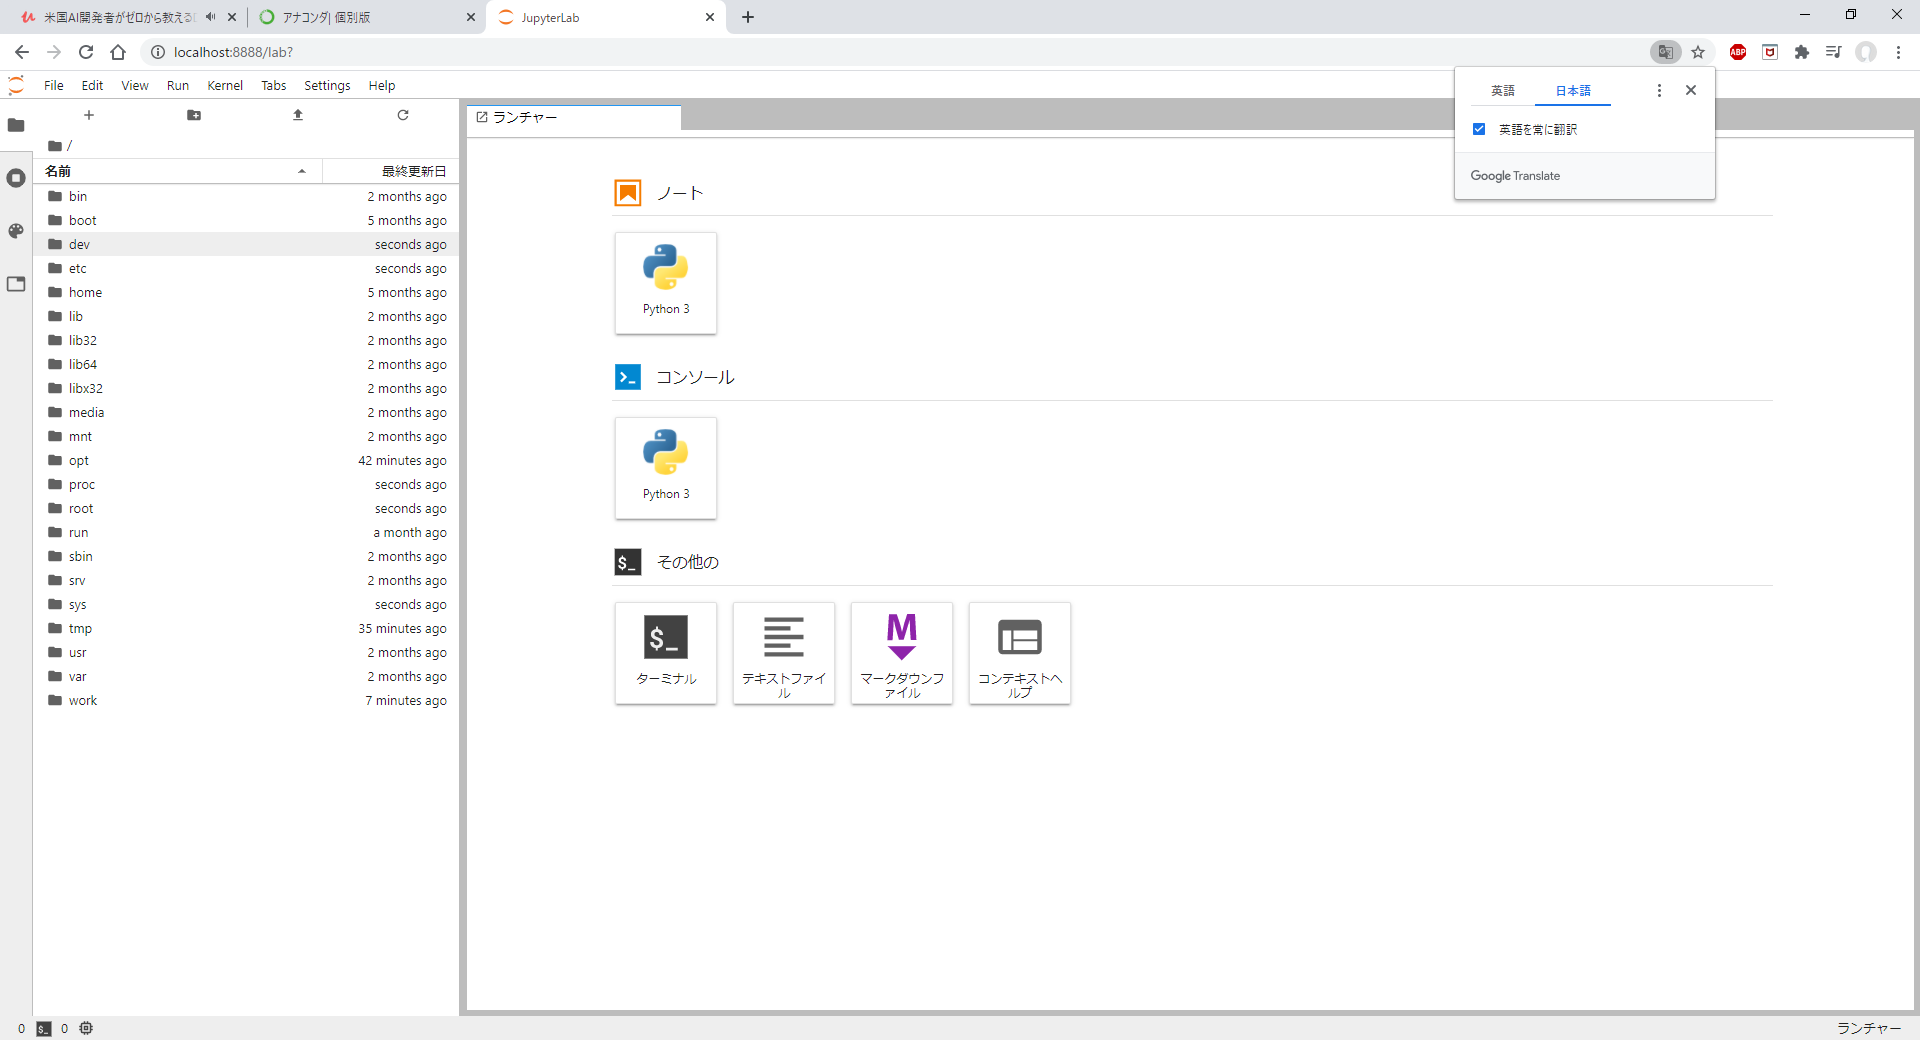 米国AI開発者がゼロから教える
アナコンダ| 個別版
JupyterLab
localhost:8888/lab?
ABP
File Edit View Run Kernel Tabs Settings Help
英語 日本語
英語を常に翻訳
Google Translate
ランチャー
/
名前 最終更新日
bin 2 months ago
boot 5 months ago
dev seconds ago
etc seconds ago
home 5 months ago
lib 2 months ago
lib32 2 months ago
lib64 2 months ago
libx32 2 months ago
media 2 months ago
mnt 2 months ago
opt 42 minutes ago
proc seconds ago
root seconds ago
run a month ago
sbin 2 months ago
srv 2 months ago
sys seconds ago
tmp 35 minutes ago
usr 2 months ago
var 2 months ago
work 7 minutes ago
ノート
Python 3
コンソール
Python 3
$_ その他の
$_
ターミナル
テキストファイ
ル
M
マークダウンフ
ァイル
コンテキストヘ
ルプ
0 $_ 0
ランチャー